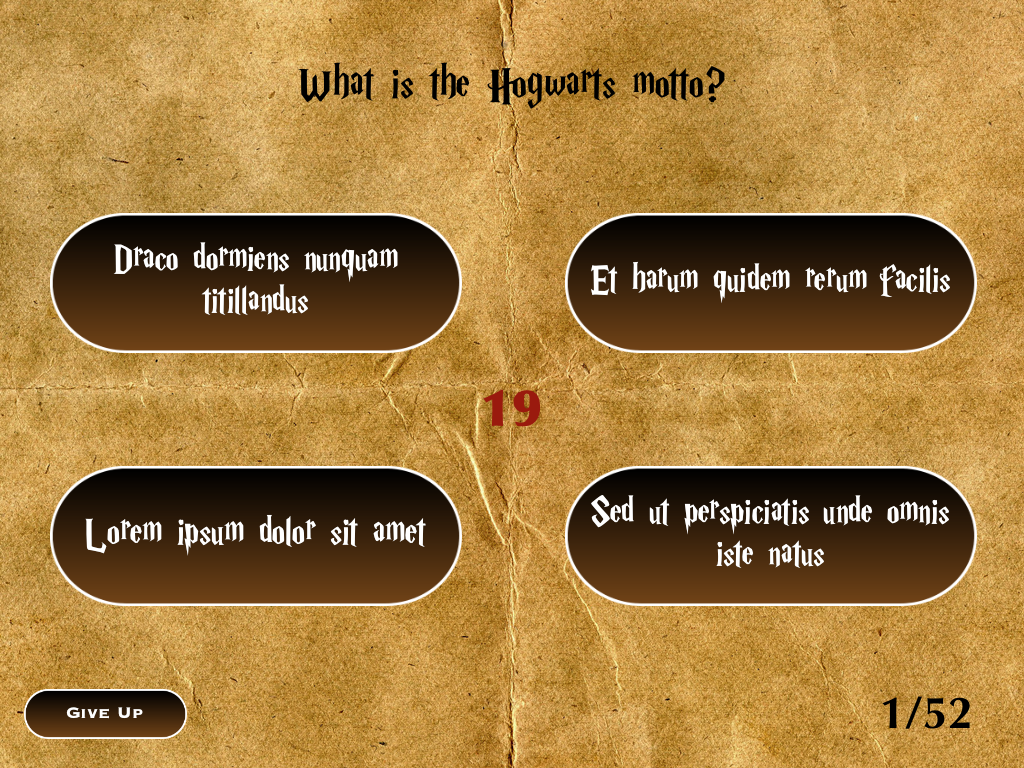 What is the Hogwarts motto?
Draco dormiens nunquam
titillandus
Et harum quidem rerum facilis
19
Lorem ipsum dolor sit amet
Sed ut perspiciatis unde omnis
iste natus
Give Up
1/52